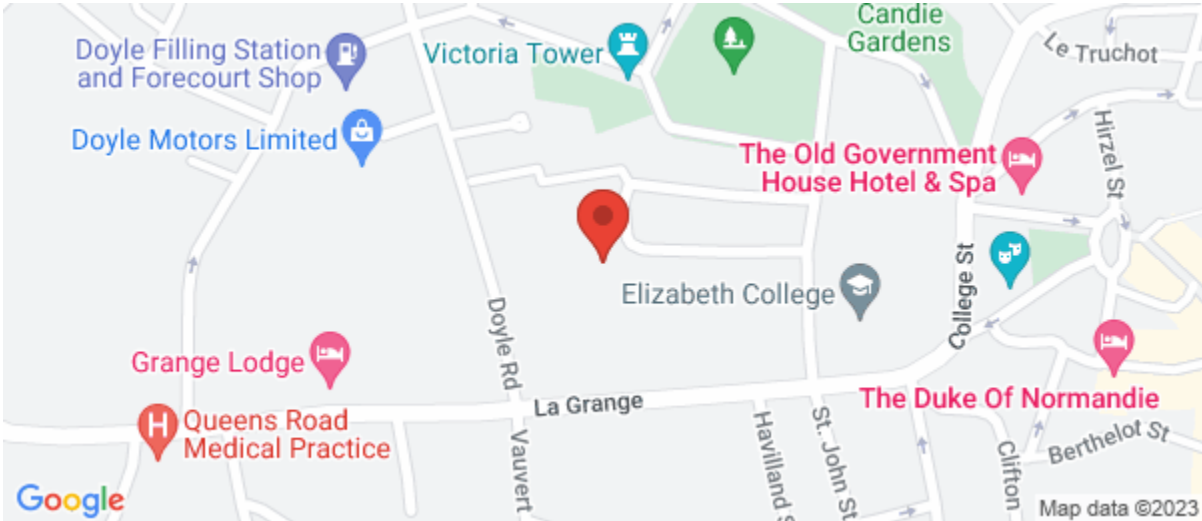 Candie
Gardens
Doyle Filling Station
and Forecourt Shop
Victoria Tower
Le Truchot
Doyle Motors Limited
Hirzel St
The Old Government
House Hotel & Spa
College St
Elizabeth College
Doyle Rd
Grange Lodge
La Grange
The Duke Of Normandie
Queens Road
Medical Practice
Vauvert
Havilland S
St. John St
Clifton
Berthelot St
Google
Map data ©2023